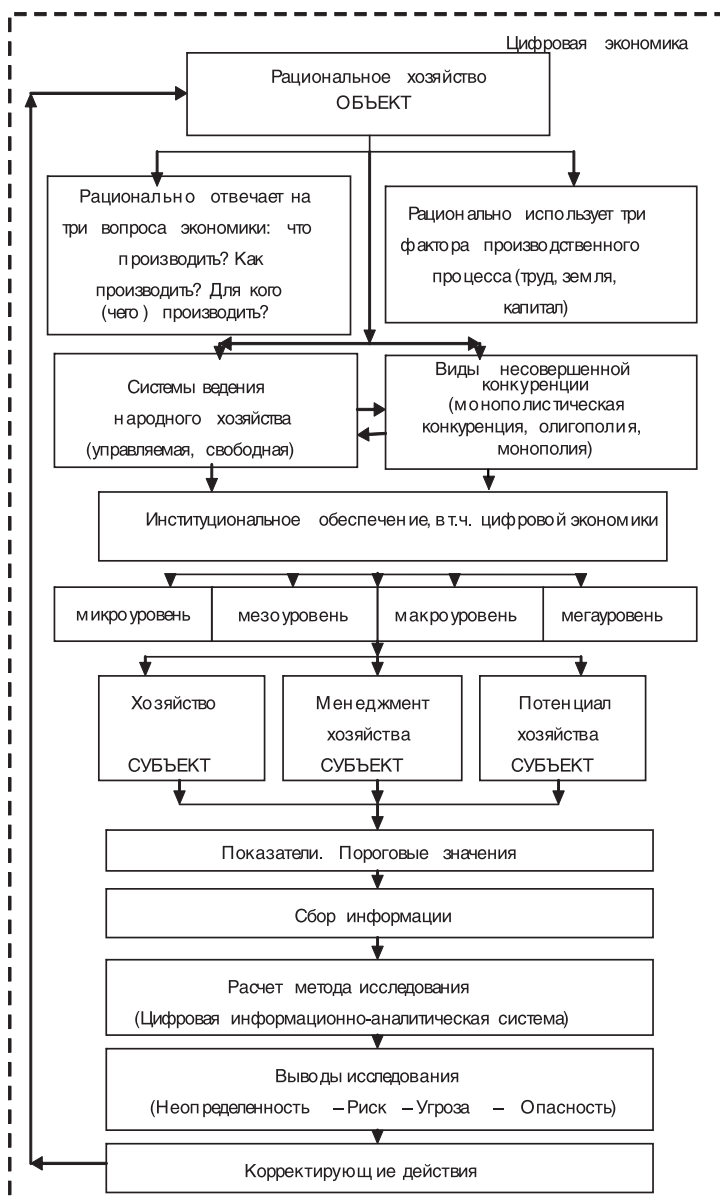 Цифровая экономика
Рациональное хозяйство
ОБЪЕКТ
Рационально отвечает на
три вопроса экономики: что
производить? Как
производить? Для кого
(чего) производить?
Рационально использует три
фактора производственного
процесса (труд, земля,
капитал)
Системы ведения
народного хозяйства
(управляемая, свободная)
Виды несовершенной
конкуренции
(монополистическая
конкуренция, олигополия,
монополия)
Институциональное обеспечение, в т.ч. цифровой экономики
микроуровень
мезоуровень
макроуровень
мегауровень
Хозяйство
СУБЪЕКТ
Менеджмент
хозяйства
СУБЪЕКТ
Потенциал
хозяйства
СУБЪЕКТ
Показатели. Пороговые значения
Сбор информации
Расчет метода исследования
(Цифровая информационно-аналитическая система)
Выводы исследования
(Неопределенность – Риск – Угроза – Опасность)
Корректирующие действия